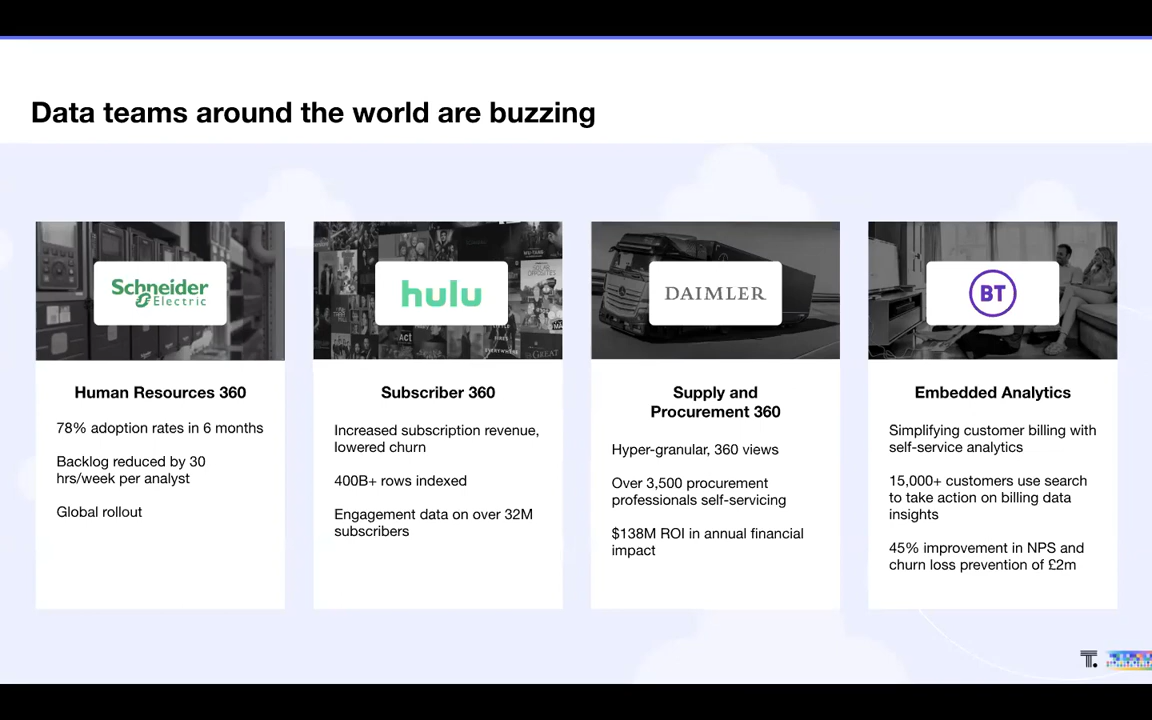 Data teams around the world are buzzing
Schneider
Electric
hulu
DAIMLER
BT
Human Resources 360
78% adoption rates in 6 months
Backlog reduced by 30
hrs/week per analyst
Global rollout
Subscriber 360
Increased subscription revenue,
lowered churn
400B+ rows indexed
Engagement data on over 32M
subscribers
Supply and
Procurement 360
Hyper-granular, 360 views
Over 3,500 procurement
professionals self-servicing
$138M ROI in annual financial
impact
Embedded Analytics
Simplifying customer billing with
self-service analytics
15,000+ customers use search
to take action on billing data
insights
45% improvement in NPS and
churn loss prevention of £2m
T.